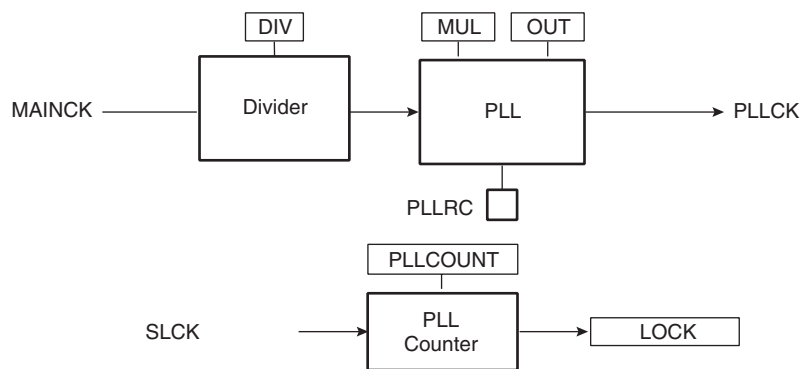 DIV
MUL
OUT
MAINCK
Divider
PLL
PLLCK
PLLRC
PLLCOUNT
SLCK
PLL
Counter
LOCK